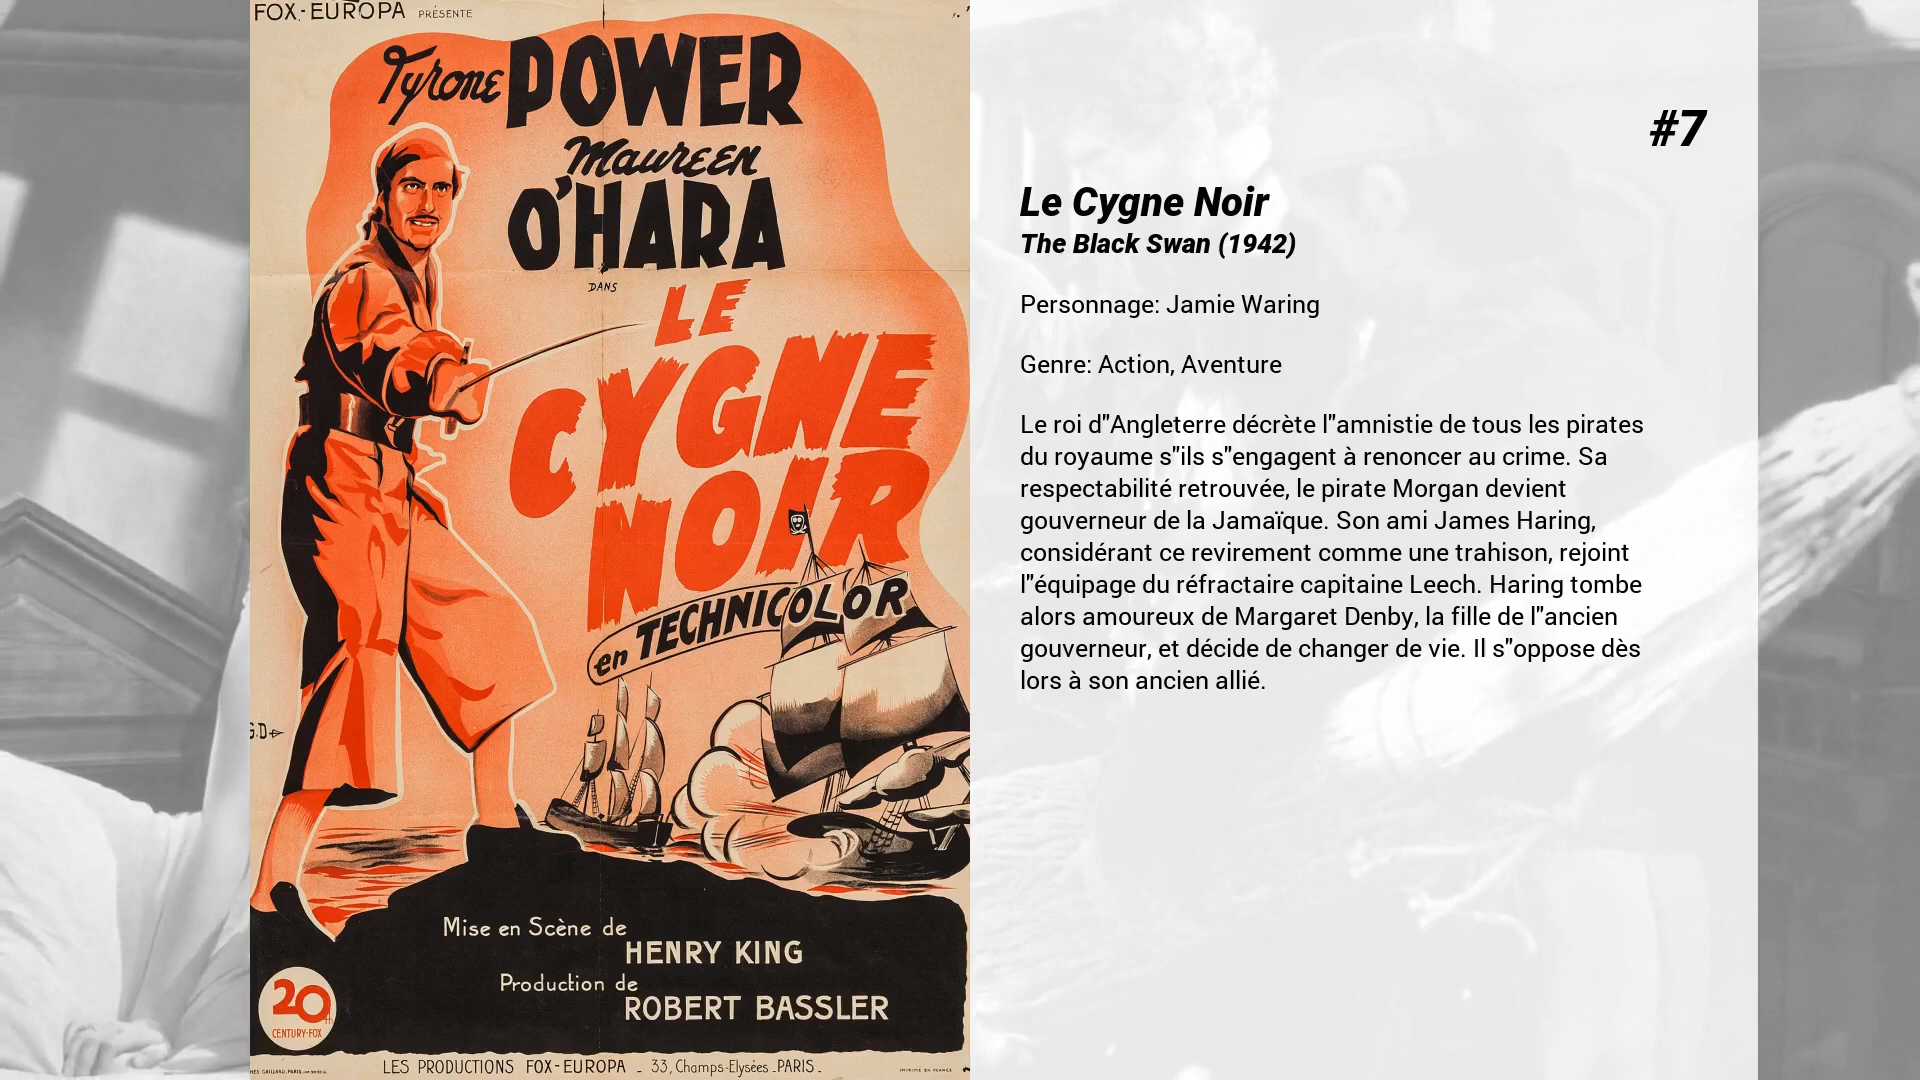 FOX-EUROPA PRÉSENTE
Tyrone POWER
Maureen
O'HARA
DANS
LE
CYGNE
NOIR
en TECHNICOLOR
G.D
Mise en Scène de
HENRY KING
Production de
ROBERT BASSLER
20th
CENTURY-FOX
LES PRODUCTIONS FOX-EUROPA _ 33, Champs-Elysées _ PARIS _
IMPRIMÉ EN FRANCE
#7
Le Cygne Noir
The Black Swan (1942)
Personnage: Jamie Waring
Genre: Action, Aventure
Le roi d"Angleterre décrète l"amnistie de tous les pirates
du royaume s"ils s"engagent à renoncer au crime. Sa
respectabilité retrouvée, le pirate Morgan devient
gouverneur de la Jamaïque. Son ami James Haring,
considérant ce revirement comme une trahison, rejoint
l"équipage du réfractaire capitaine Leech. Haring tombe
alors amoureux de Margaret Denby, la fille de l"ancien
gouverneur, et décide de changer de vie. Il s"oppose dès
lors à son ancien allié.